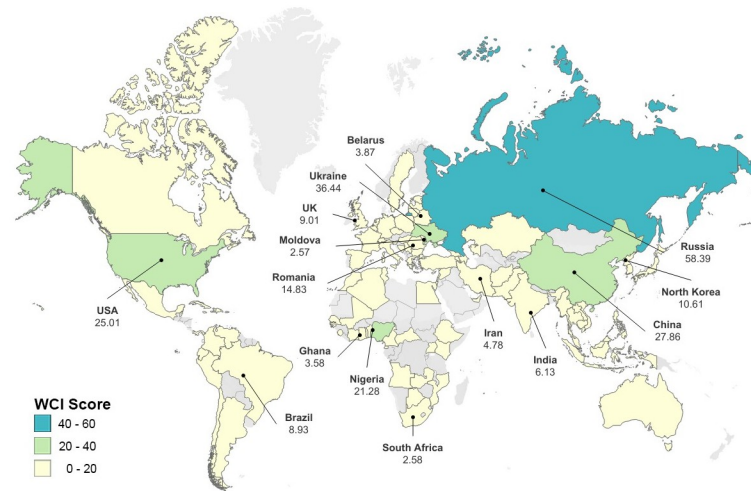 Belarus
3.87
Ukraine
36.44
UK
9.01
Moldova
2.57
Romania
14.83
Russia
58.39
North Korea
10.61
USA
25.01
China
27.86
Iran
4.78
India
6.13
Ghana
3.58
Nigeria
21.28
Brazil
8.93
South Africa
2.58
WCI Score
40 - 60
20 - 40
0 - 20